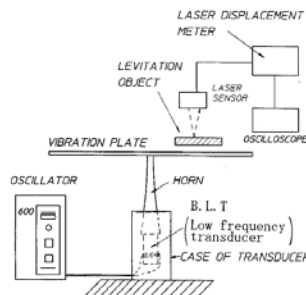 LASER DISPLACEMENT
METER
LEVITATION
OBJECT
LASER
SENSOR
OSCILLOSCOPE
VIBRATION PLATE
OSCILLATOR
HORN
600
B.L.T
(Low frequency
transducer)
CASE OF TRANSDUCER